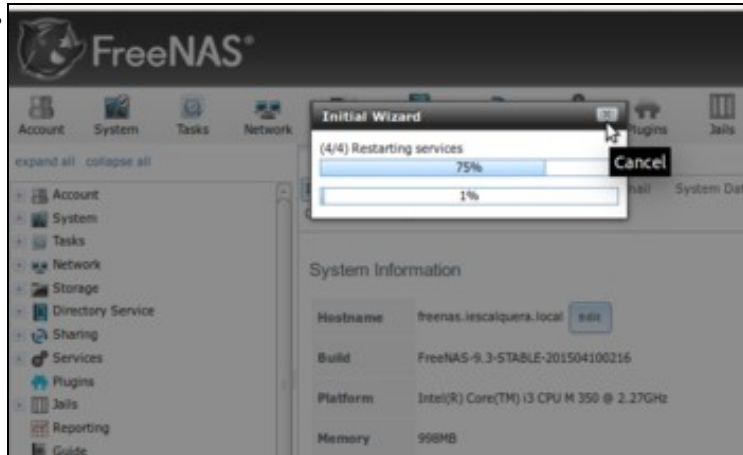 FreeNAS®
Account System Tasks Network Plugins Jails
Initial Wizard
(4/4) Restarting services
75%
Cancel
1%
expand all collapse all
Account
System
Tasks
Network
Storage
Directory Service
Sharing
Services
Plugins
Jails
Reporting
Guide
System Dat
System Information
Hostname freenas.iescalquera.local edit
Build FreeNAS-9.3-STABLE-201504100216
Platform Intel(R) Core(TM) i3 CPU M 350 @ 2.27GHz
Memory 998MB